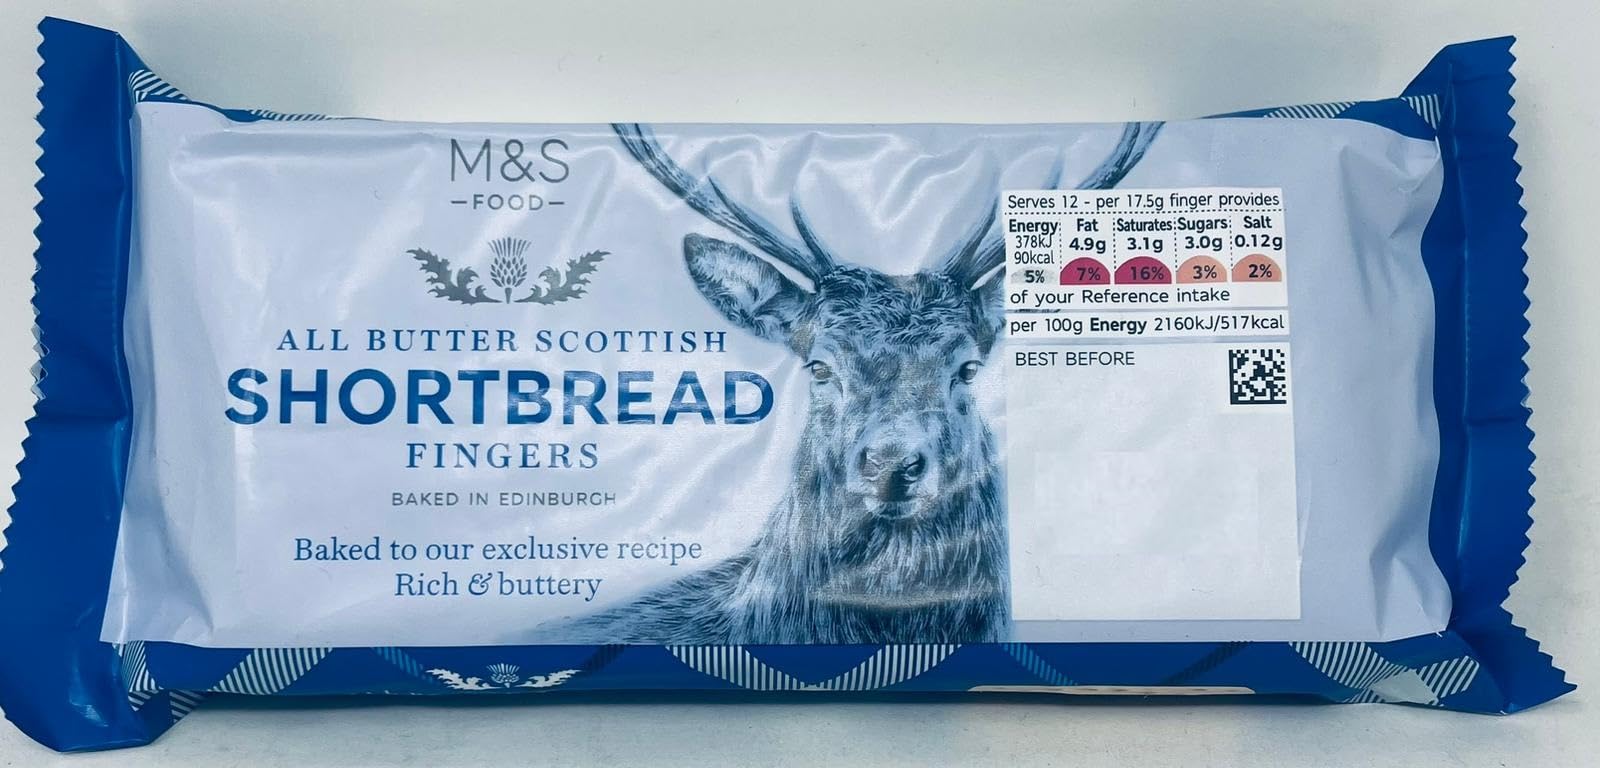 M&S
–FOOD–
ALL BUTTER SCOTTISH
SHORTBREAD
FINGERS
BAKED IN EDINBURGH
Baked to our exclusive recipe
Rich & buttery
Serves 12 - per 17.5g finger provides
Energy Fat Saturates Sugars Salt
378kJ 4.9g 3.1g 3.0g 0.12g
90kcal
5% 7% 16% 3% 2%
of your Reference intake
per 100g Energy 2160kJ/517kcal
BEST BEFORE